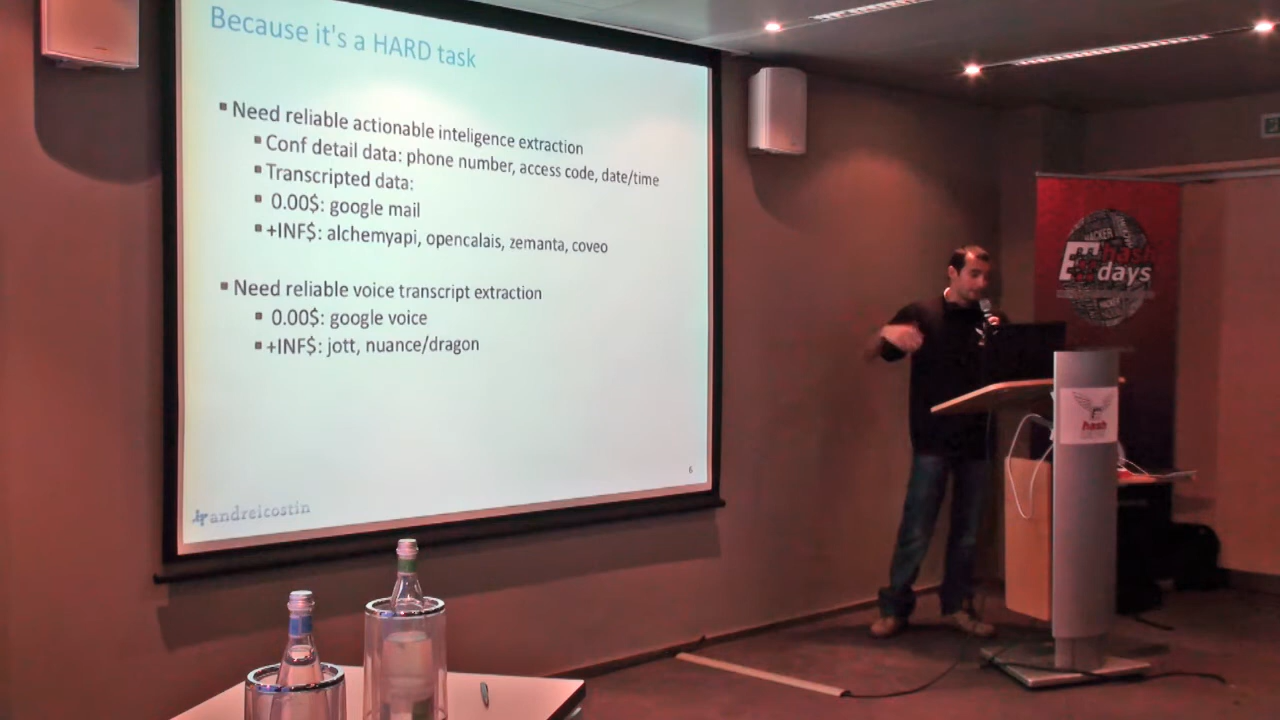 Because it's a HARD task
Need reliable actionable inteligence extraction
Conf detail data: phone number, access code, date/time
Transcripted data:
0.00$: google mail
+INF$: alchemyapi, opencalais, zemanta, coveo
Need reliable voice transcript extraction
0.00$: google voice
+INF$: jott, nuance/dragon
6
andreicostin
HACKER
hash
days
HACKER
hash